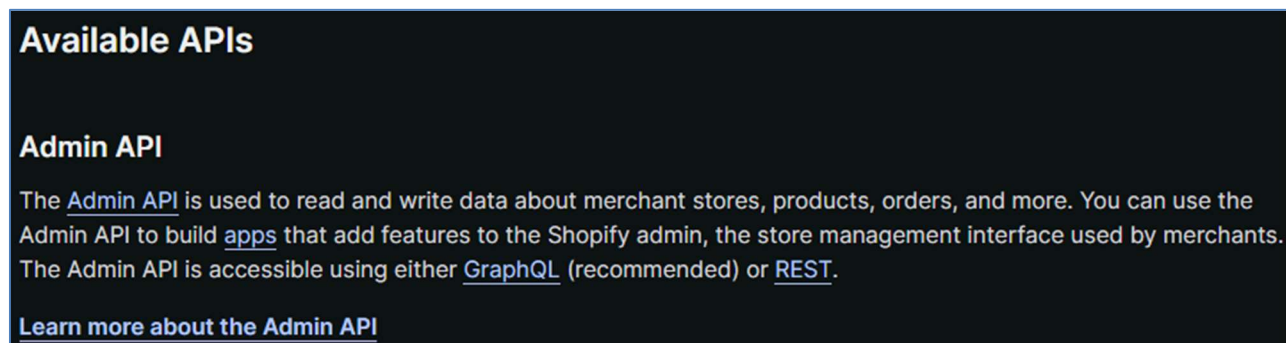 Available APIs
Admin API
The Admin API is used to read and write data about merchant stores, products, orders, and more. You can use the
Admin API to build apps that add features to the Shopify admin, the store management interface used by merchants.
The Admin API is accessible using either GraphQL (recommended) or REST.
Learn more about the Admin API